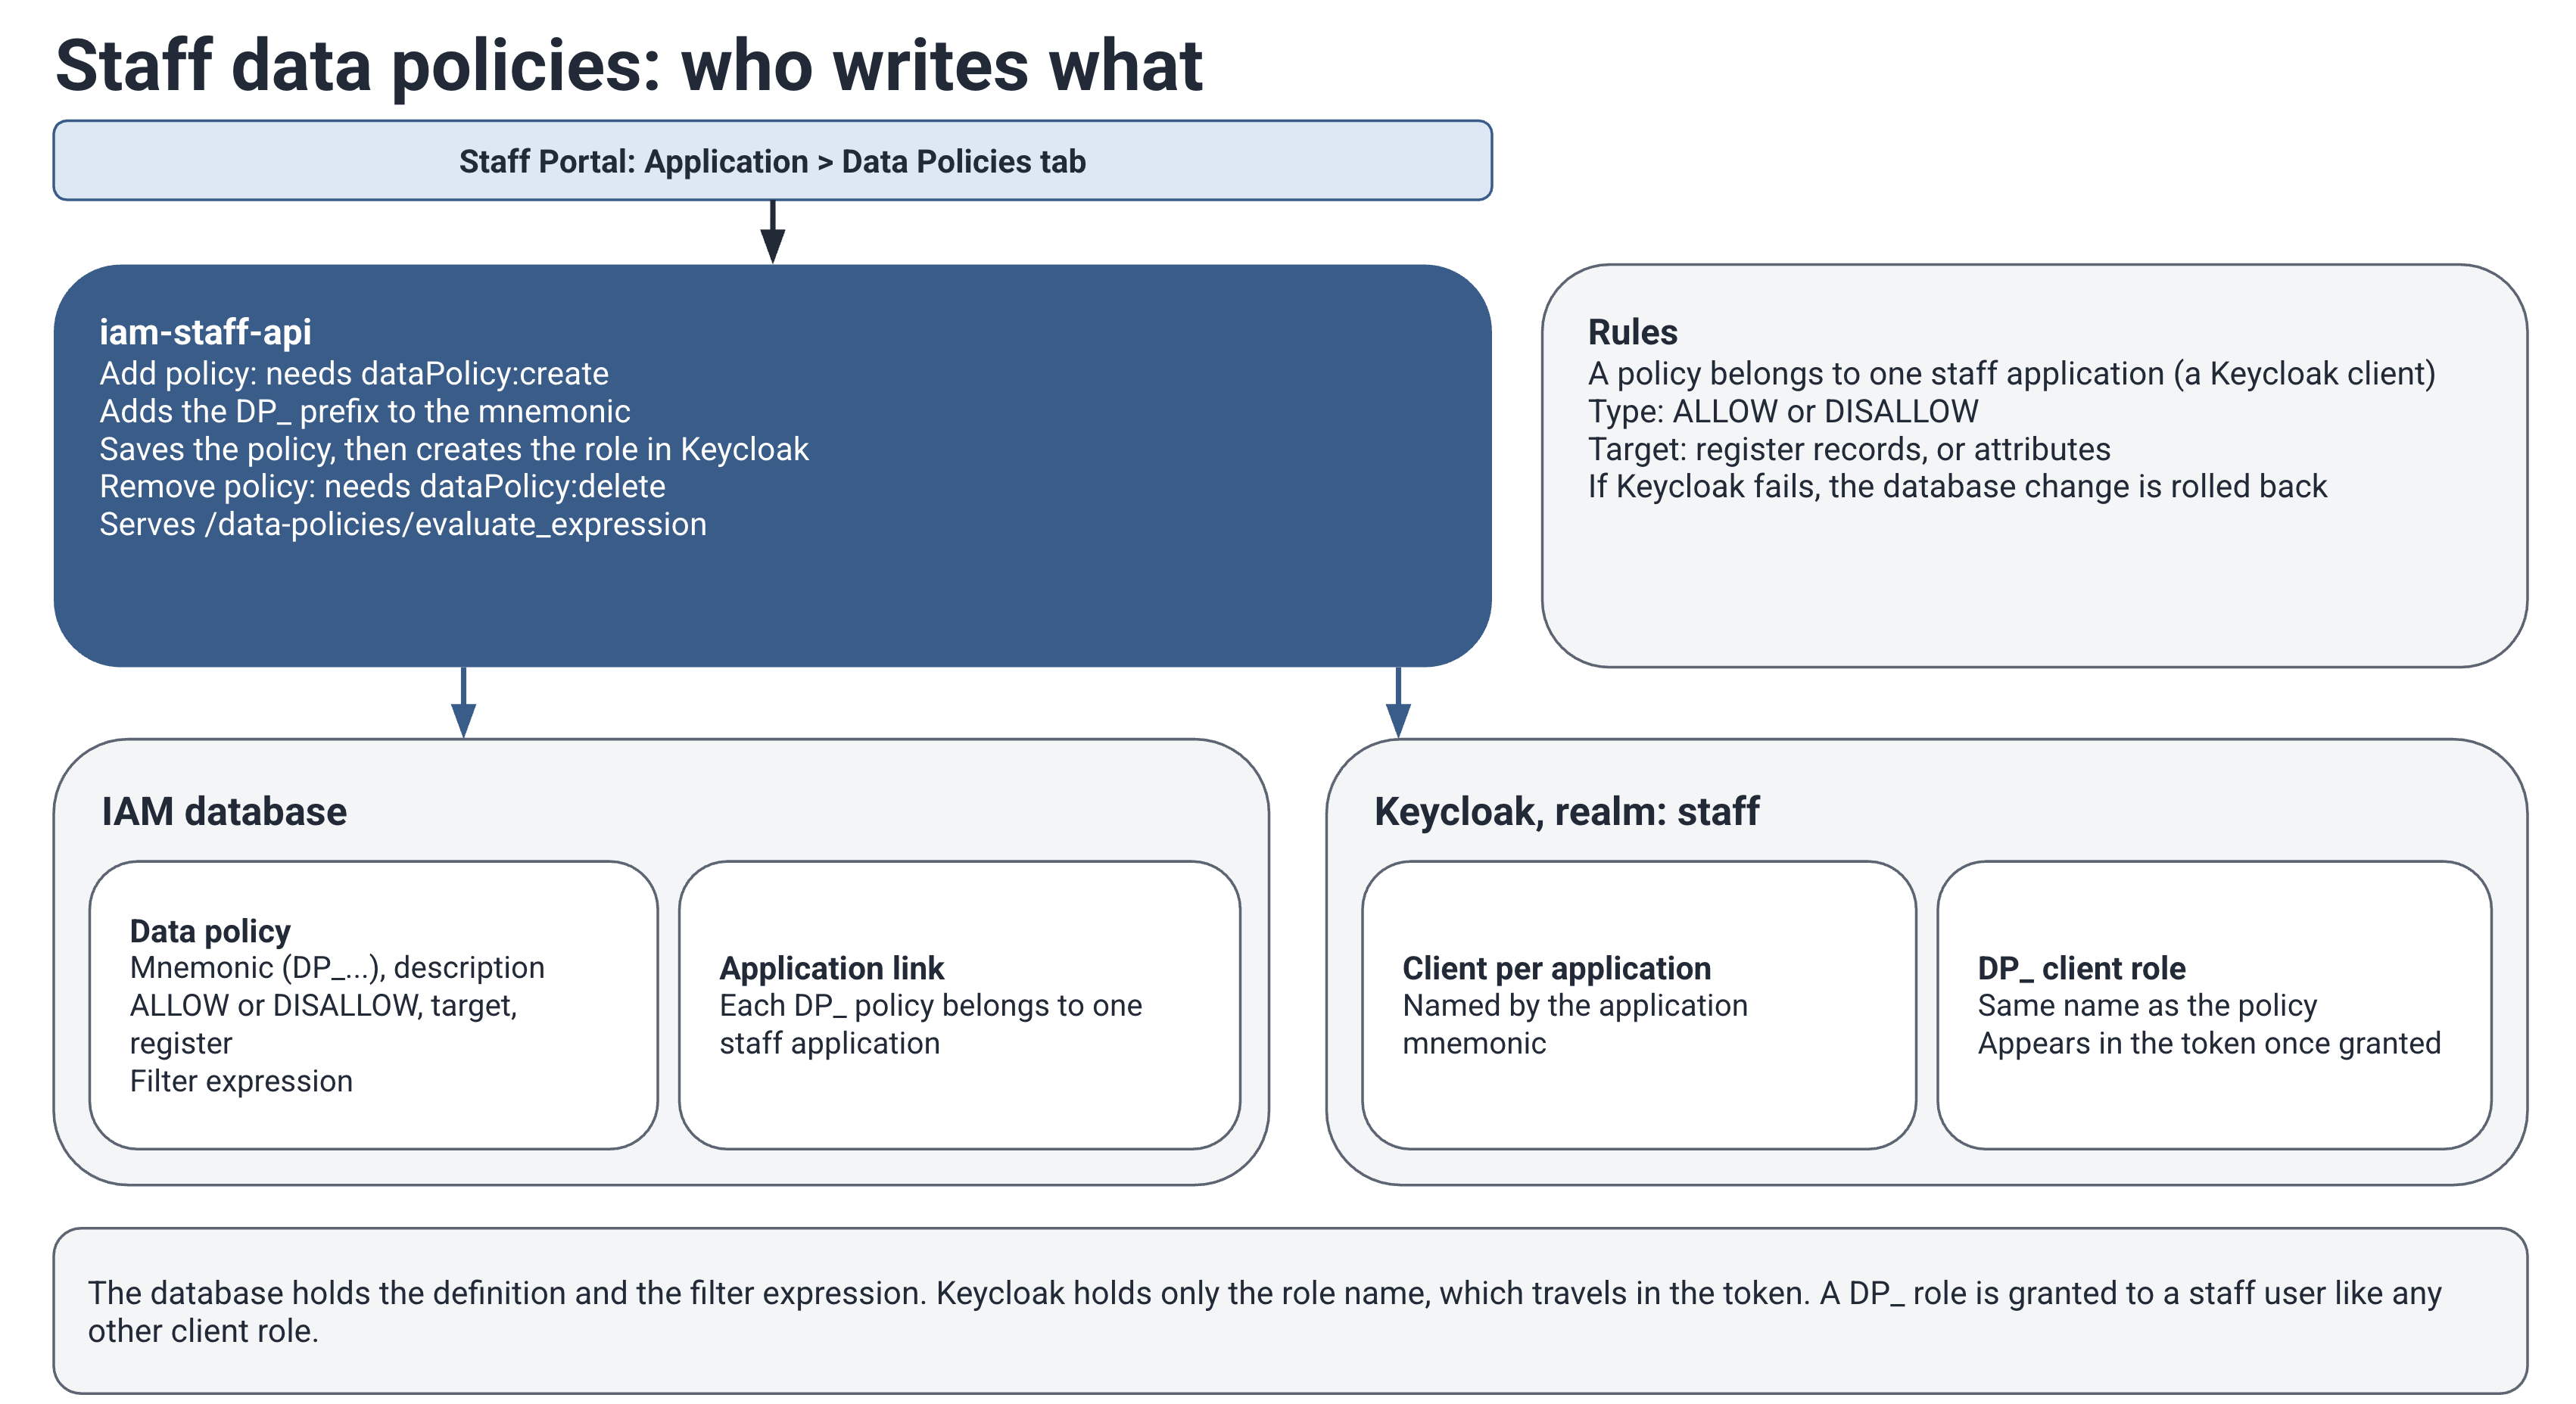 Staff data policies: who writes what
Staff Portal: Application > Data Policies tab
iam-staff-api
Add policy: needs dataPolicy:create
Adds the DP_ prefix to the mnemonic
Saves the policy, then creates the role in Keycloak
Remove policy: needs dataPolicy:delete
Serves /data-policies/evaluate_expression
Rules
A policy belongs to one staff application (a Keycloak client)
Type: ALLOW or DISALLOW
Target: register records, or attributes
If Keycloak fails, the database change is rolled back
IAM database
Data policy
Mnemonic (DP_...), description
ALLOW or DISALLOW, target,
register
Filter expression
Application link
Each DP_ policy belongs to one
staff application
Keycloak, realm: staff
Client per application
Named by the application
mnemonic
DP_ client role
Same name as the policy
Appears in the token once granted
The database holds the definition and the filter expression. Keycloak holds only the role name, which travels in the token. A DP_ role is granted to a staff user like any
other client role.